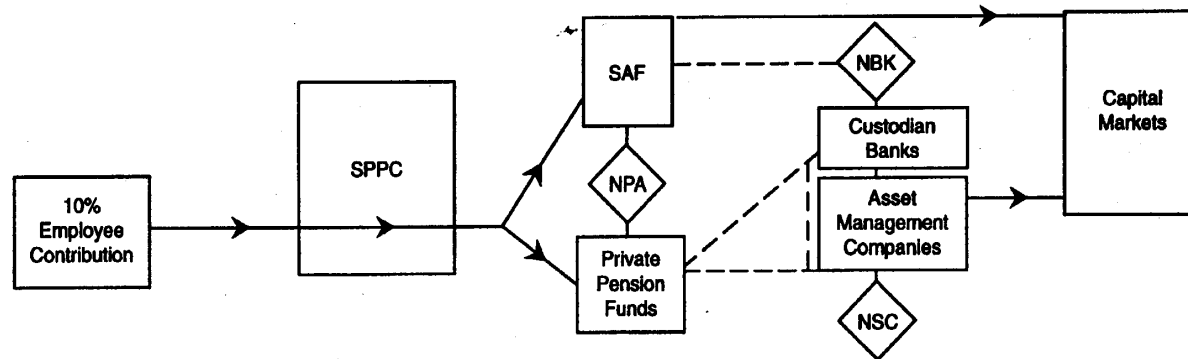 10%
Employee
Contribution
SPPC
SAF
NPA
Private
Pension
Funds
NBK
Custodian
Banks
Asset
Management
Companies
NSC
Capital
Markets